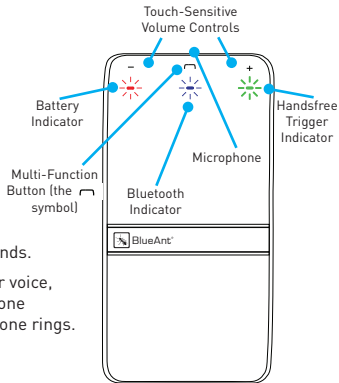 Touch-Sensitive
Volume Controls
– +
Battery
Indicator
Handsfree
Trigger
Indicator
Microphone
Multi-Function
Button (the
symbol)
Bluetooth
Indicator
BlueAnt®
nds.
r voice,
one
one rings.